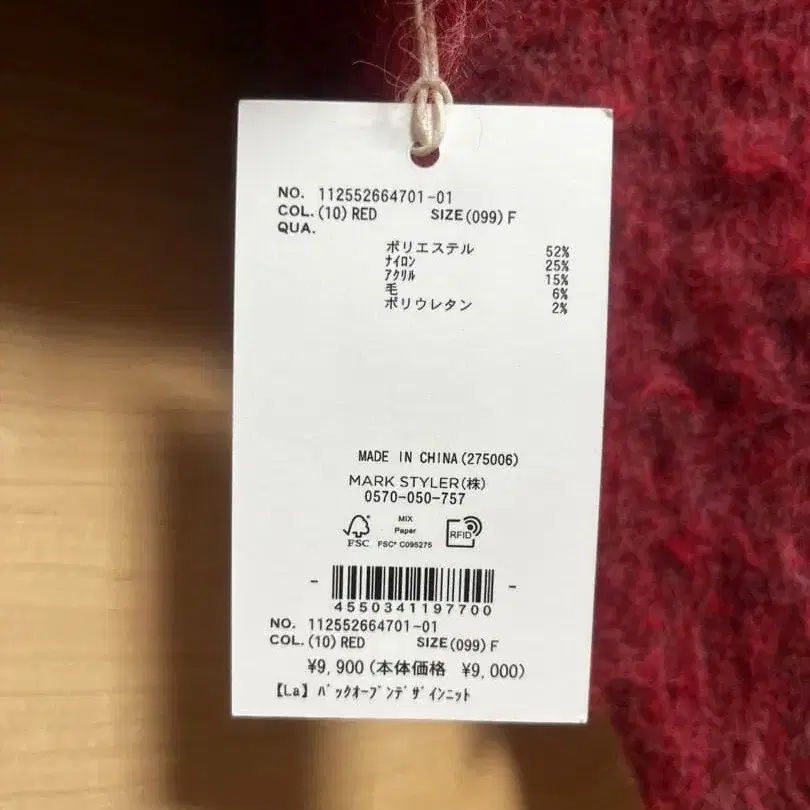 NO. 112552664701-01
COL.(10) RED SIZE(099) F
QUA.
ポリエステル 52%
ﾅｲﾛﾝ 25%
ｱｸﾘﾙ 15%
毛 6%
ポリウレタン 2%
MADE IN CHINA(275006)
MARK STYLER(株)
0570-050-757
FSC
MIX
Paper
FSC® C095275
RFID
4550341197700
NO. 112552664701-01
COL.(10) RED SIZE(099) F
¥9,900(本体価格 ¥9,000)
【La】ﾊﾞｯｸｵｰﾌﾟﾝﾃﾞｻﾞｲﾝﾆｯﾄ